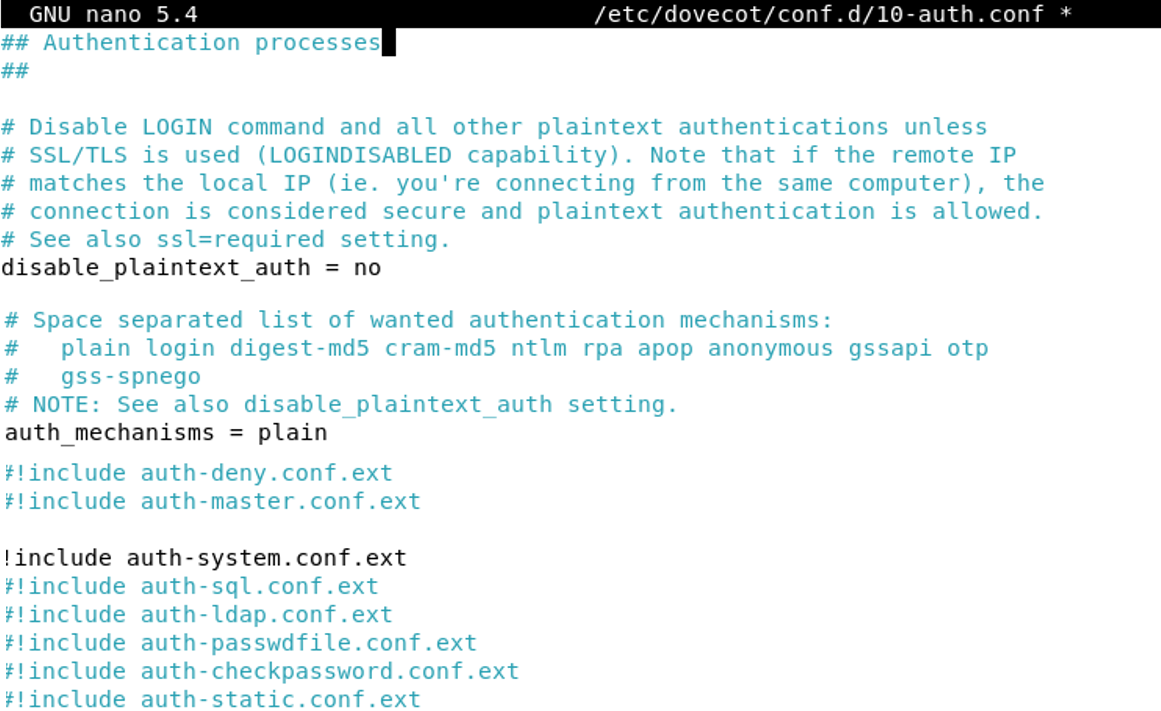 GNU nano 5.4 /etc/dovecot/conf.d/10-auth.conf *
## Authentication processes
##
# Disable LOGIN command and all other plaintext authentications unless
# SSL/TLS is used (LOGINDISABLED capability). Note that if the remote IP
# matches the local IP (ie. you're connecting from the same computer), the
# connection is considered secure and plaintext authentication is allowed.
# See also ssl=required setting.
disable_plaintext_auth = no
# Space separated list of wanted authentication mechanisms:
#   plain login digest-md5 cram-md5 ntlm rpa apop anonymous gssapi otp
#   gss-spnego
# NOTE: See also disable_plaintext_auth setting.
auth_mechanisms = plain
#!include auth-deny.conf.ext
#!include auth-master.conf.ext
!include auth-system.conf.ext
#!include auth-sql.conf.ext
#!include auth-ldap.conf.ext
#!include auth-passwdfile.conf.ext
#!include auth-checkpassword.conf.ext
#!include auth-static.conf.ext